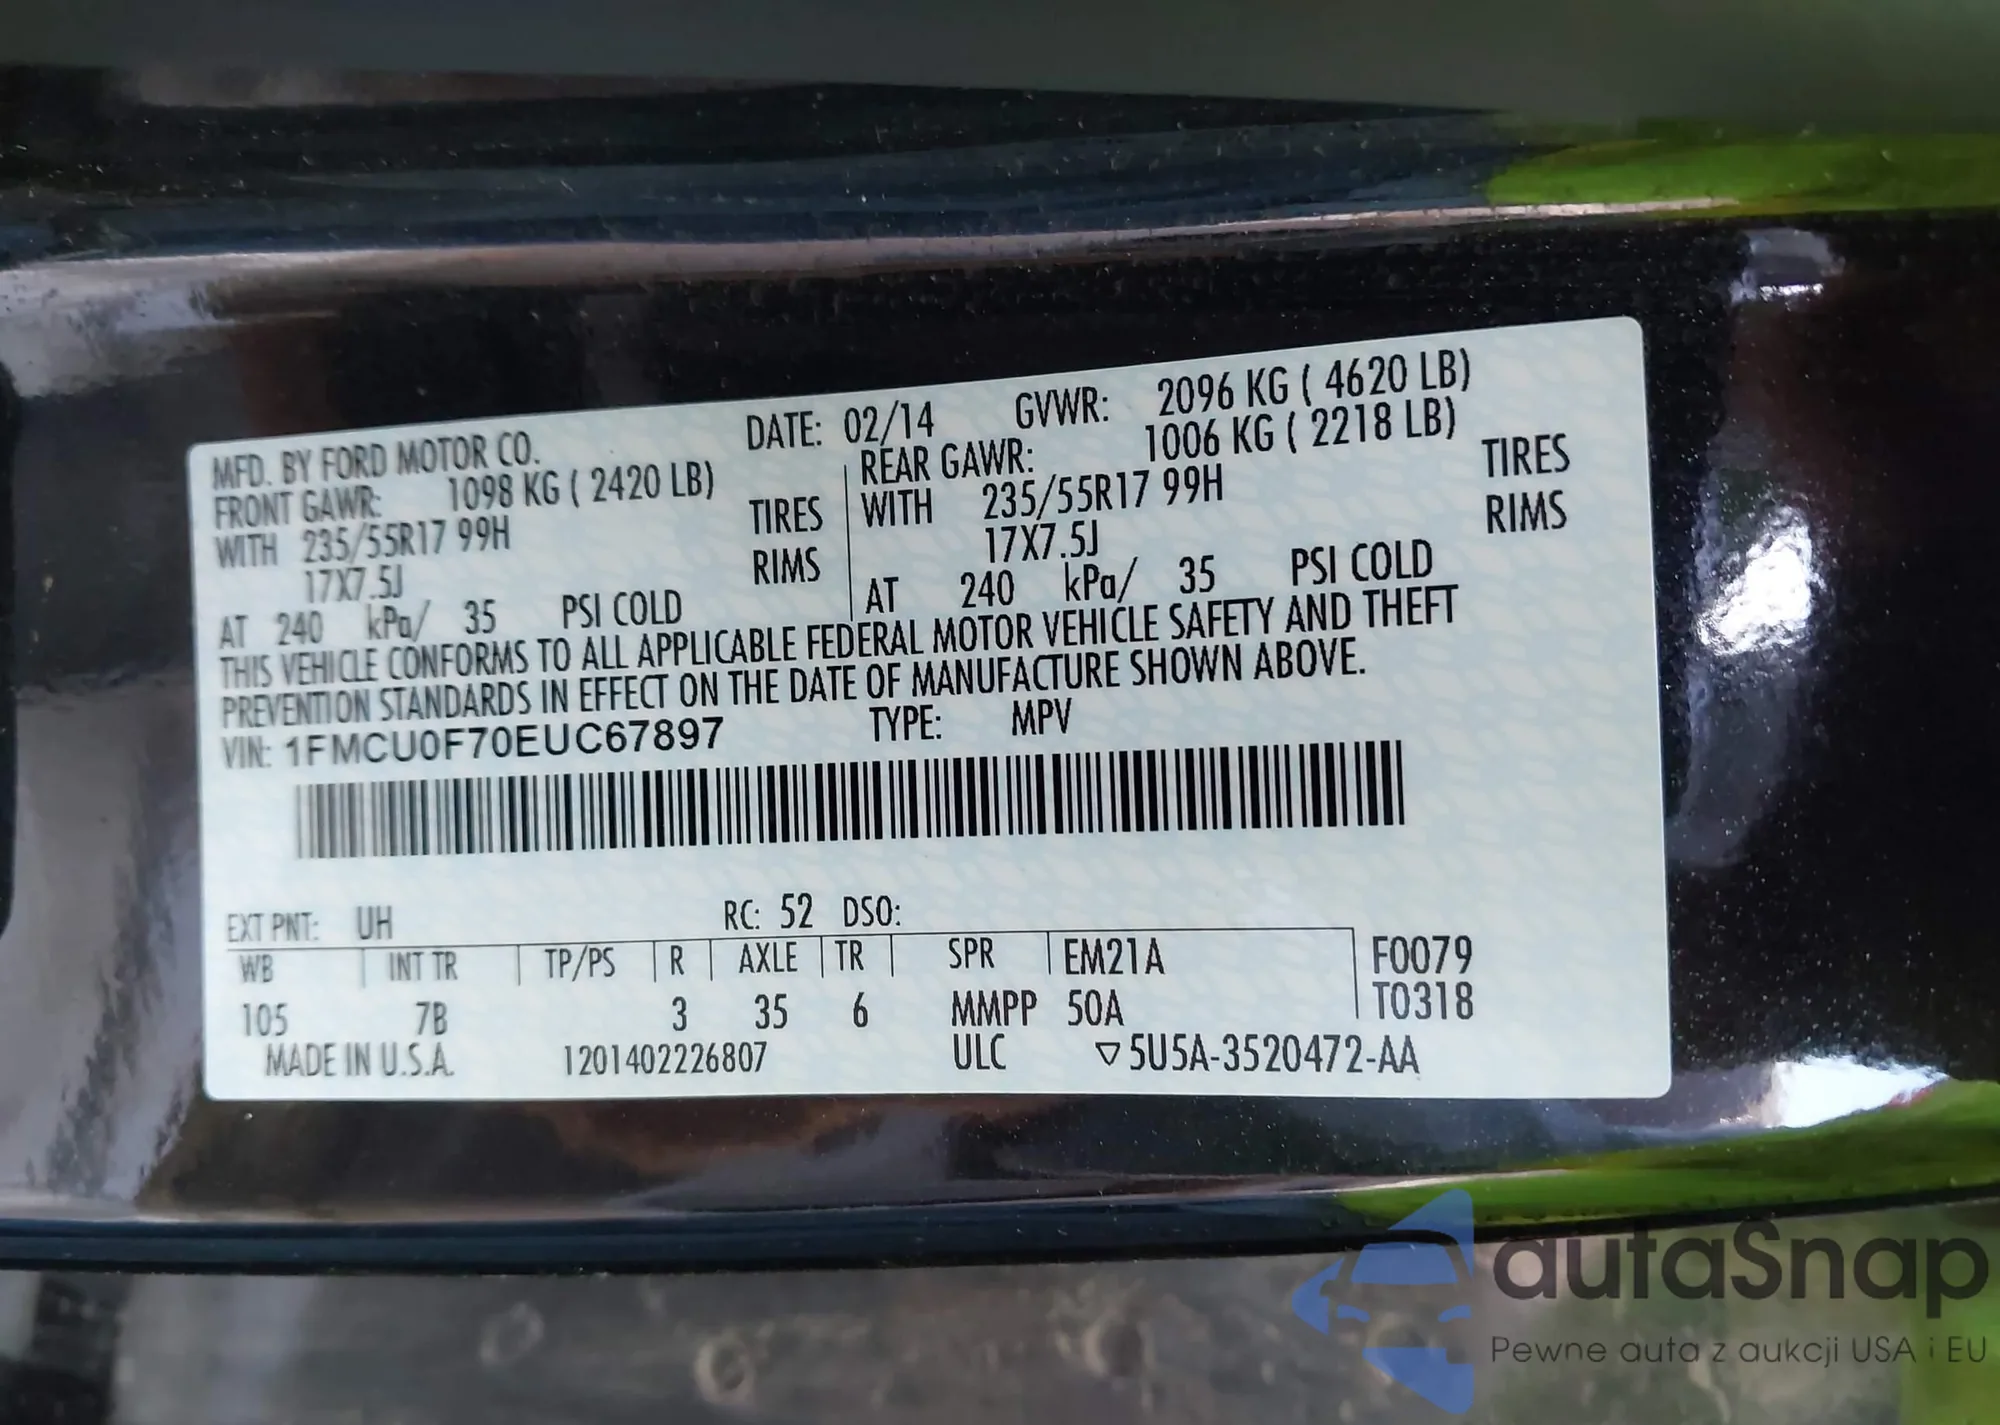 MFD. BY FORD MOTOR CO. DATE: 02/14 GVWR: 2096 KG ( 4620 LB)
FRONT GAWR: 1098 KG ( 2420 LB) REAR GAWR: 1006 KG ( 2218 LB)
WITH 235/55R17 99H TIRES WITH 235/55R17 99H TIRES
17X7.5J RIMS 17X7.5J RIMS
AT 240 kPa/ 35 PSI COLD AT 240 kPa/ 35 PSI COLD
THIS VEHICLE CONFORMS TO ALL APPLICABLE FEDERAL MOTOR VEHICLE SAFETY AND THEFT
PREVENTION STANDARDS IN EFFECT ON THE DATE OF MANUFACTURE SHOWN ABOVE.
VIN: 1FMCU0F70EUC67897 TYPE: MPV
EXT PNT: UH RC: 52 DSO:
WB INT TR TP/PS R AXLE TR SPR EM21A F0079
105 7B 3 35 6 MMPP 50A T0318
MADE IN U.S.A. 1201402226807 ULC ▽5U5A-3520472-AA
autaSnap
Pewne auta z aukcji USA i EU